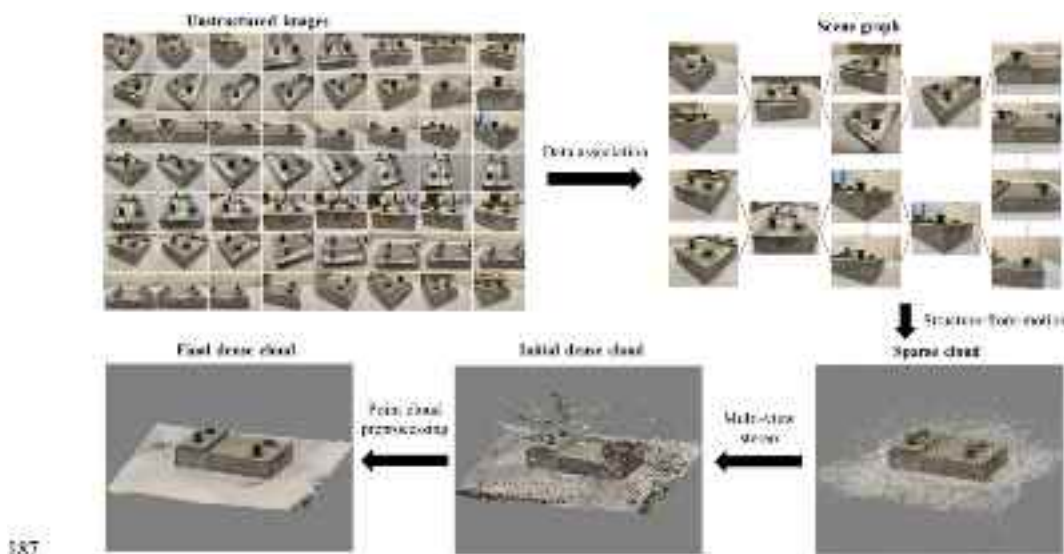 Unstructured images
Scene graph
Data association
Structure-from-motion
Final dense cloud
Initial dense cloud
Sparse cloud
Point cloud
preprocessing
Multi-view
stereo
187